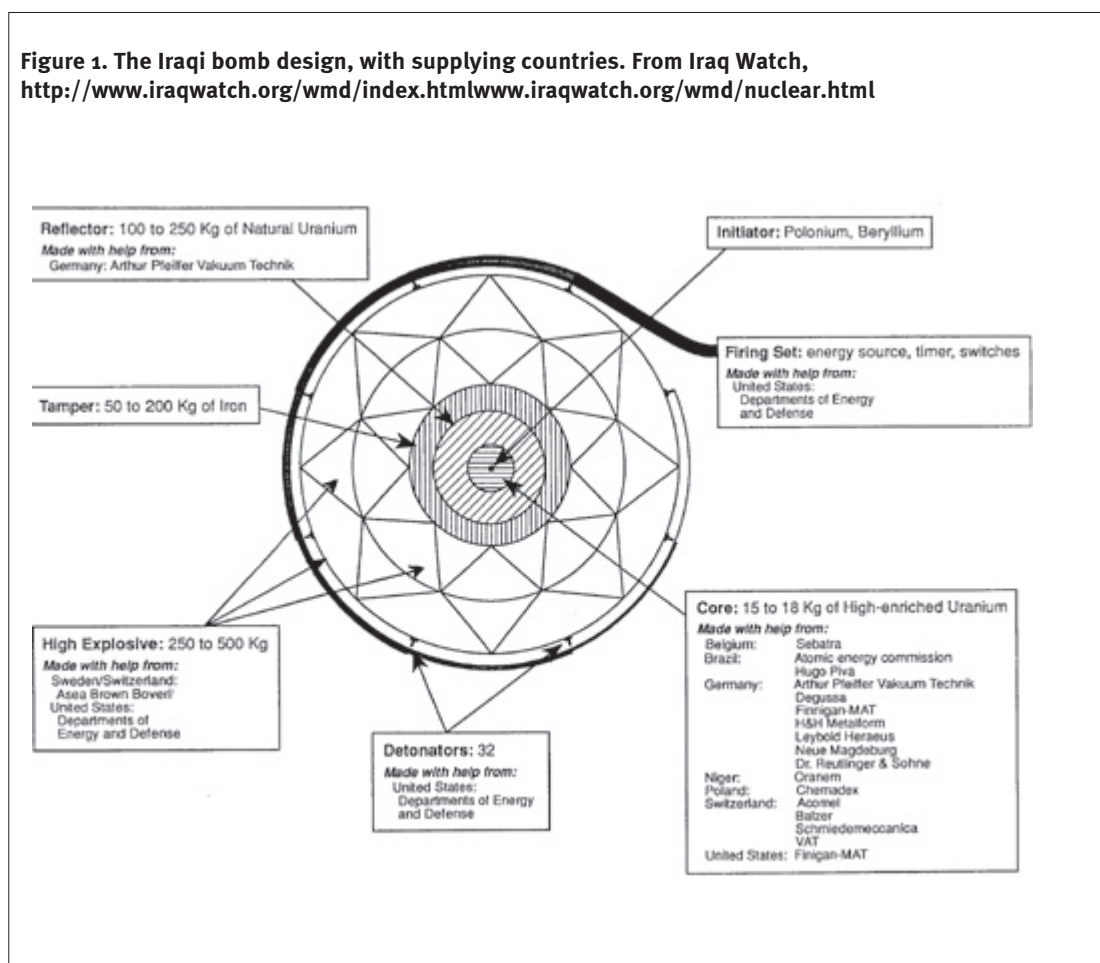 Figure 1. The Iraqi bomb design, with supplying countries. From Iraq Watch,
http://www.iraqwatch.org/wmd/index.htmlwww.iraqwatch.org/wmd/nuclear.html
Reflector: 100 to 250 Kg of Natural Uranium
Made with help from:
Germany: Arthur Pfeiffer Vakuum Technik
Initiator: Polonium, Beryllium
Firing Set: energy source, timer, switches
Made with help from:
United States:
Departments of Energy
and Defense
Tamper: 50 to 200 Kg of Iron
High Explosive: 250 to 500 Kg
Made with help from:
Sweden/Switzerland:
Asea Brown Boveri
United States:
Departments of
Energy and Defense
Detonators: 32
Made with help from:
United States:
Departments of Energy
and Defense
Core: 15 to 18 Kg of High-enriched Uranium
Made with help from:
Belgium: Sebatra
Brazil: Atomic energy commission
Hugo Piva
Germany: Arthur Pfeiffer Vakuum Technik
Degussa
Finnigan-MAT
H&H Metalform
Leybold Heraeus
Neue Magdeburg
Dr. Reutlinger & Sohne
Niger: Onarem
Poland: Chemadex
Switzerland: Acomel
Balzer
Schmiedemeccanica
VAT
United States: Finigan-MAT